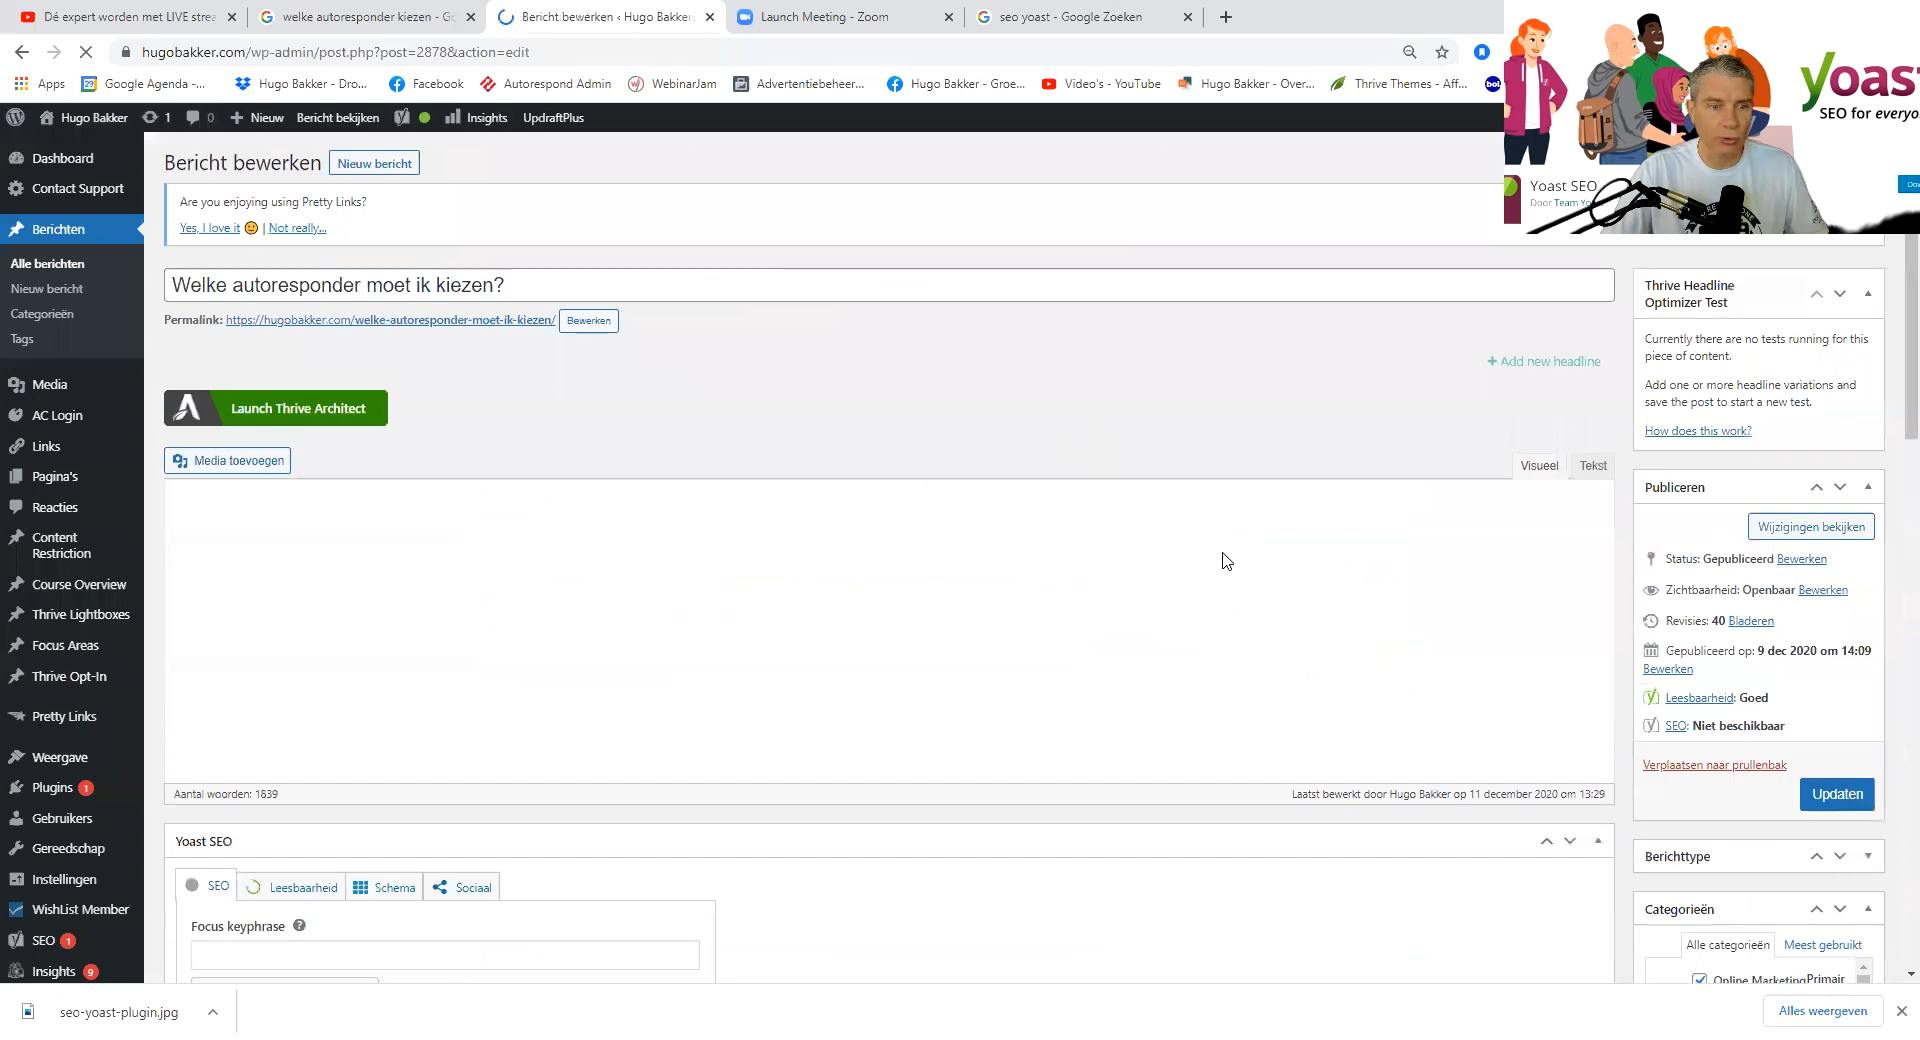 Dé expert worden met LIVE strea
welke autoresponder kiezen - Go
Bericht bewerken ‹ Hugo Bakker
Launch Meeting - Zoom
seo yoast - Google Zoeken
hugobakker.com/wp-admin/post.php?post=2878&action=edit
Apps
Google Agenda -...
Hugo Bakker - Dro...
Facebook
Autorespond Admin
WebinarJam
Advertentiebeheer...
Hugo Bakker - Groe...
Video's - YouTube
Hugo Bakker - Over...
Thrive Themes - Aff...
bol
Hugo Bakker
1
0
Nieuw
Bericht bekijken
Insights
UpdraftPlus
yoas
SEO for everyo
Yoast SEO
Door Team Yo
Dow
Dashboard
Contact Support
Berichten
Alle berichten
Nieuw bericht
Categorieën
Tags
Media
AC Login
Links
Pagina's
Reacties
Content
Restriction
Course Overview
Thrive Lightboxes
Focus Areas
Thrive Opt-In
Pretty Links
Weergave
Plugins 1
Gebruikers
Gereedschap
Instellingen
WishList Member
SEO 1
Insights 9
Bericht bewerken
Nieuw bericht
Are you enjoying using Pretty Links?
Yes, I love it | Not really...
Welke autoresponder moet ik kiezen?
Permalink: https://hugobakker.com/welke-autoresponder-moet-ik-kiezen/ Bewerken
+ Add new headline
Launch Thrive Architect
Media toevoegen
Visueel
Tekst
Aantal woorden: 1839
Laatst bewerkt door Hugo Bakker op 11 december 2020 om 13:29
Yoast SEO
SEO
Leesbaarheid
Schema
Sociaal
Focus keyphrase
Thrive Headline
Optimizer Test
Currently there are no tests running for this
piece of content.
Add one or more headline variations and
save the post to start a new test.
How does this work?
Publiceren
Wijzigingen bekijken
Status: Gepubliceerd Bewerken
Zichtbaarheid: Openbaar Bewerken
Revisies: 40 Bladeren
Gepubliceerd op: 9 dec 2020 om 14:09
Bewerken
Leesbaarheid: Goed
SEO: Niet beschikbaar
Verplaatsen naar prullenbak
Updaten
Berichttype
Categorieën
Alle categorieën
Meest gebruikt
Online Marketing Primair
seo-yoast-plugin.jpg
Alles weergeven